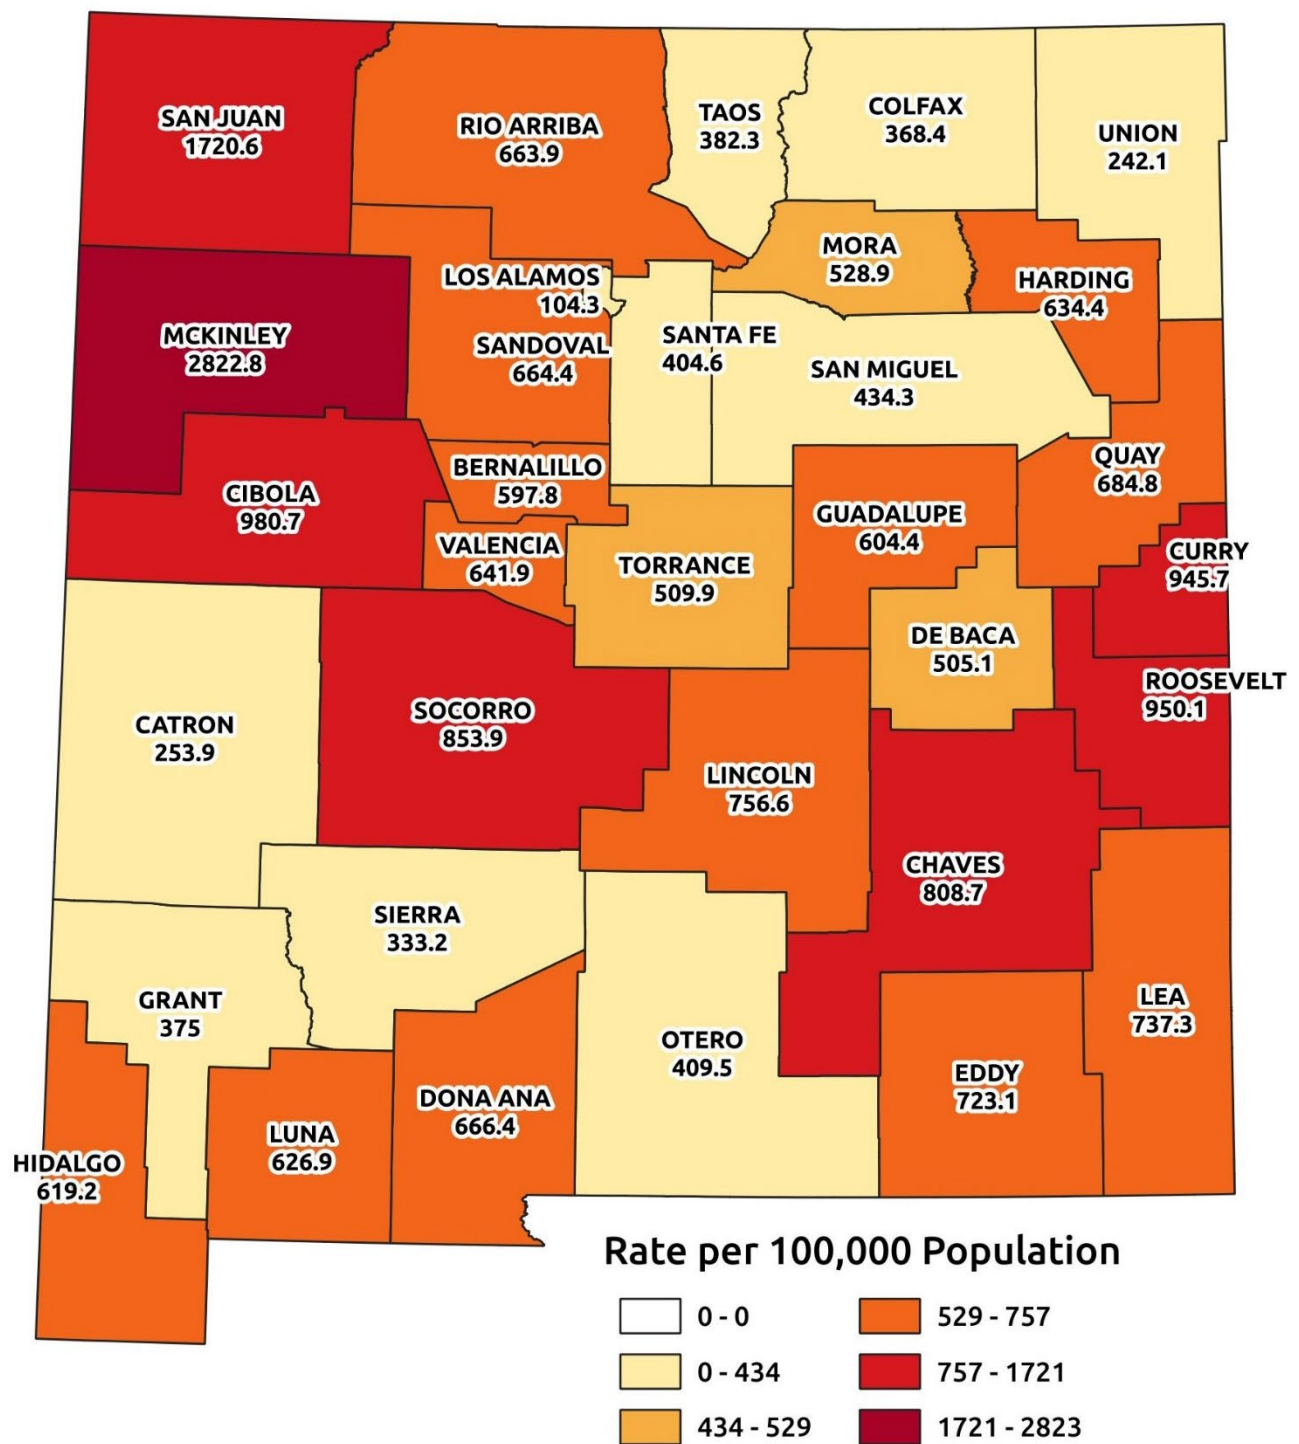 SAN JUAN
1720.6
RIO ARRIBA
663.9
TAOS
382.3
COLFAX
368.4
UNION
242.1
MORA
528.9
HARDING
634.4
LOS ALAMOS
104.3
MCKINLEY
2822.8
SANDOVAL
664.4
SANTA FE
404.6
SAN MIGUEL
434.3
QUAY
684.8
BERNALILLO
597.8
CIBOLA
980.7
GUADALUPE
604.4
VALENCIA
641.9
TORRANCE
509.9
CURRY
945.7
DE BACA
505.1
ROOSEVELT
950.1
CATRON
253.9
SOCORRO
853.9
LINCOLN
756.6
CHAVES
808.7
SIERRA
333.2
GRANT
375
LEA
737.3
OTERO
409.5
EDDY
723.1
DONA ANA
666.4
LUNA
626.9
HIDALGO
619.2
Rate per 100,000 Population
0 - 0
0 - 434
434 - 529
529 - 757
757 - 1721
1721 - 2823